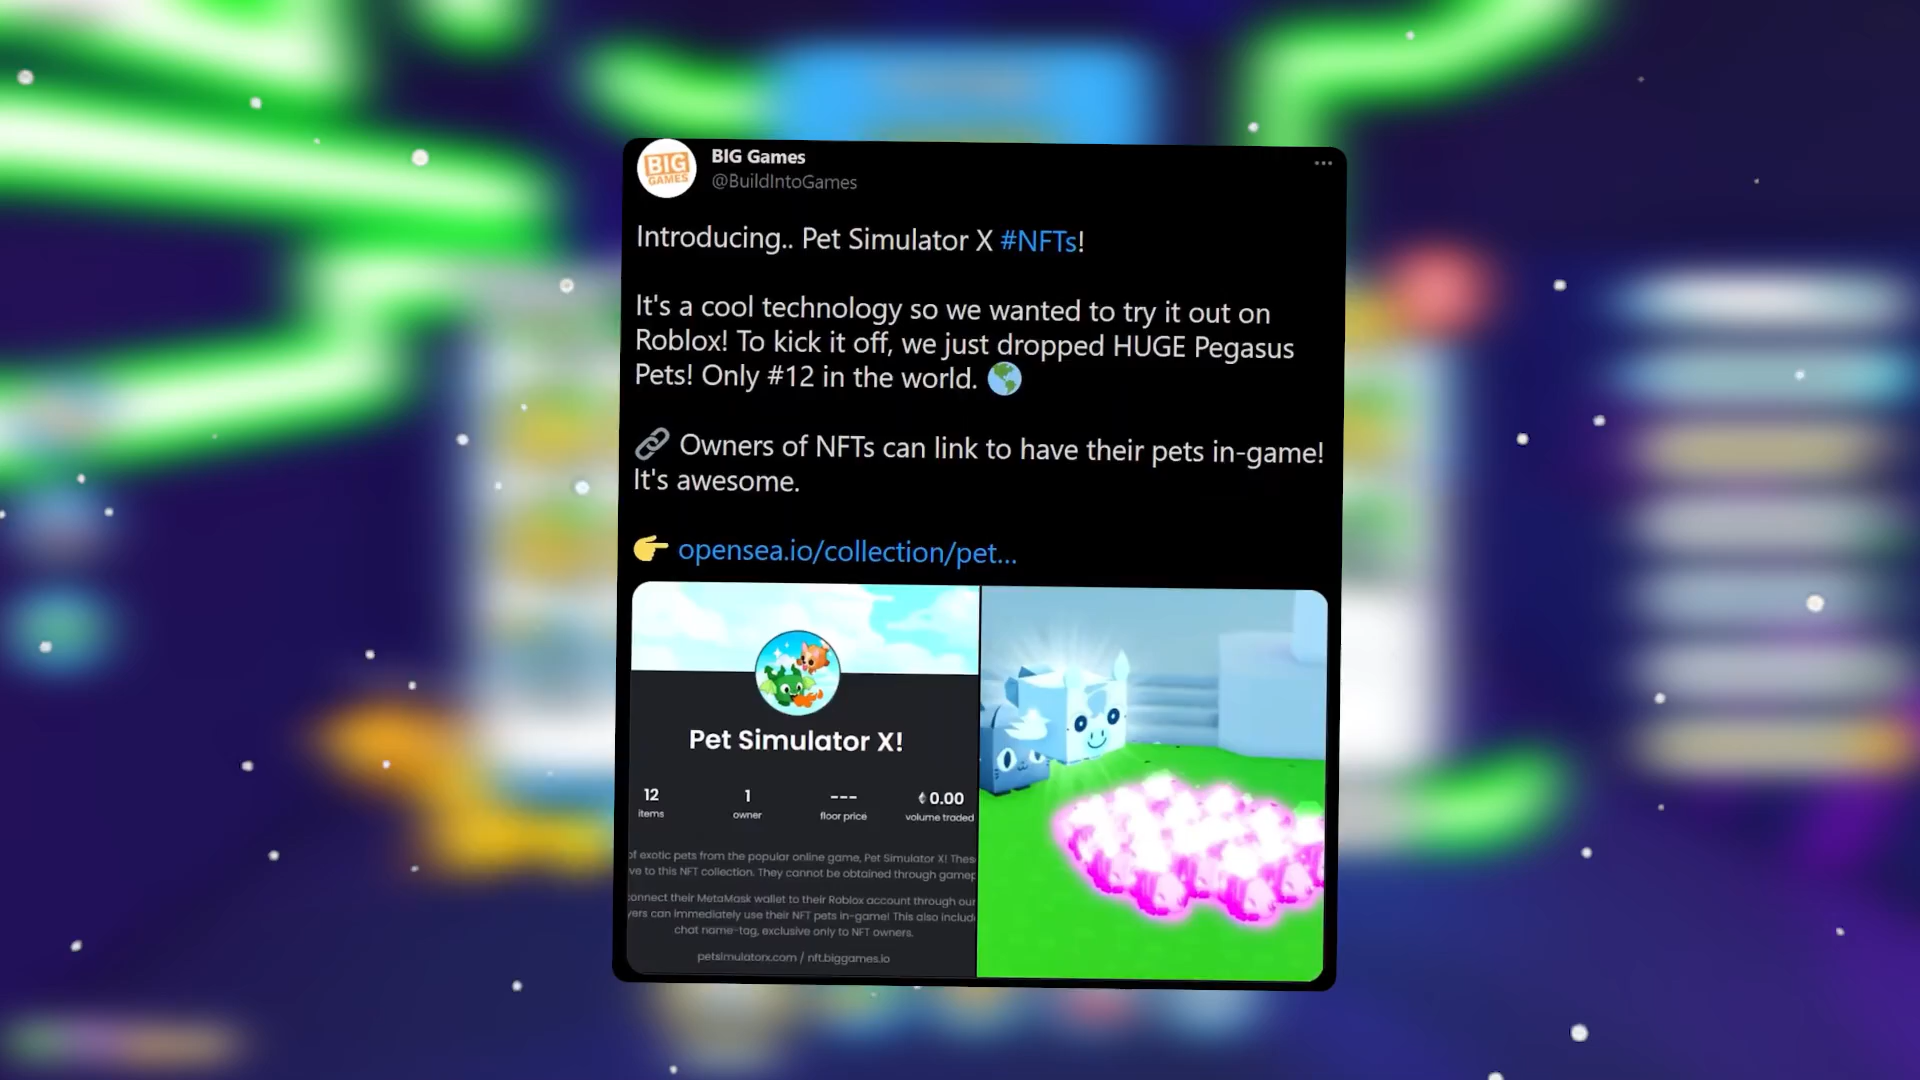 BIG GAMES
BIG Games
@BuildIntoGames
Introducing.. Pet Simulator X #NFTs!
It's a cool technology so we wanted to try it out on
Roblox! To kick it off, we just dropped HUGE Pegasus
Pets! Only #12 in the world.
Owners of NFTs can link to have their pets in-game!
It's awesome.
opensea.io/collection/pet...
Pet Simulator X!
12 1 --- 0.00
items owner floor price volume traded
of exotic pets from the popular online game, Pet Simulator X! Thes
ve to this NFT collection. They cannot be obtained through gamep
onnect their MetaMask wallet to their Roblox account through our
yers can immediately use their NFT pets in-game! This also includ
chat name-tag, exclusive only to NFT owners.
petsimulatorx.com / nft.biggames.io